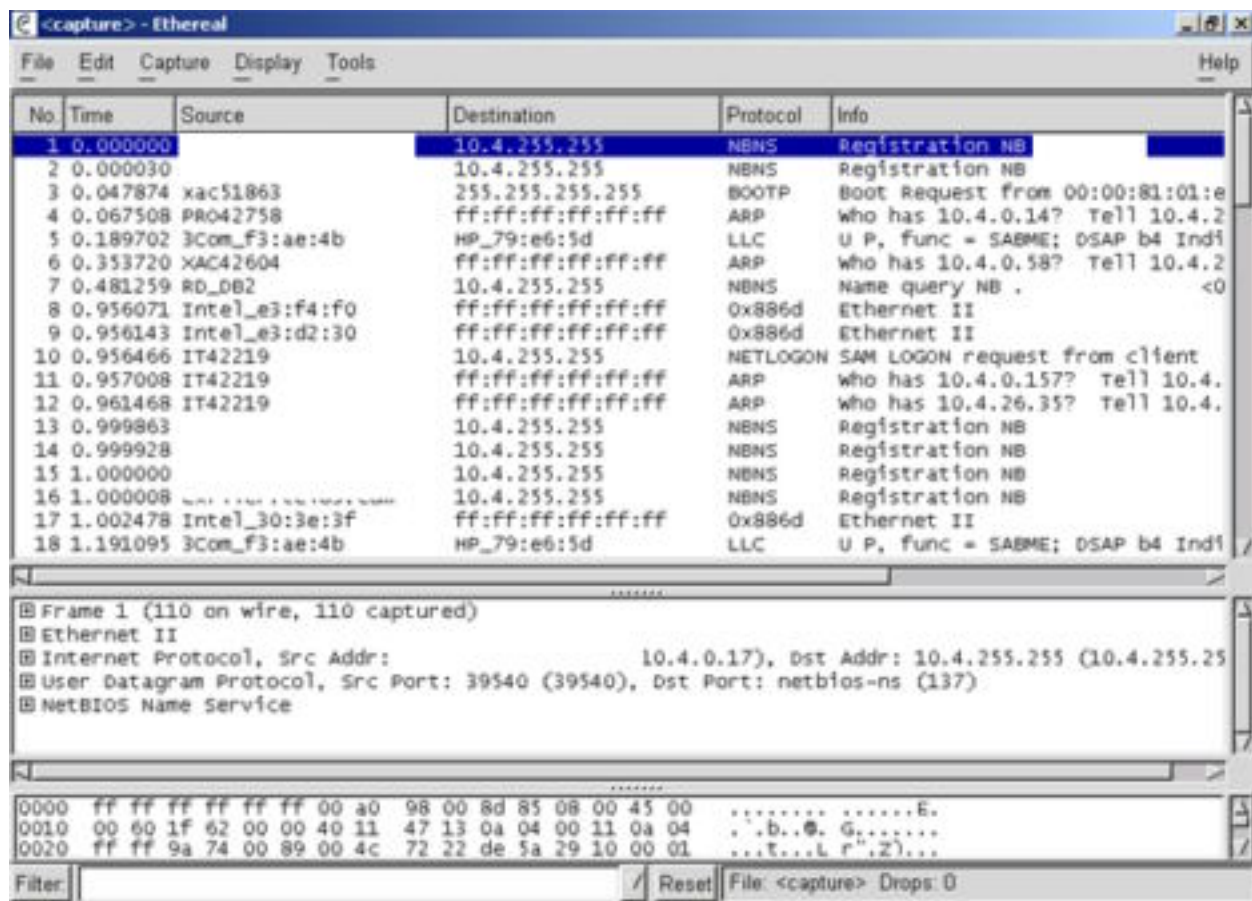 <capture> - Ethereal
File Edit Capture Display Tools Help
No. Time Source Destination Protocol Info
1 0.000000 10.4.255.255 NBNS Registration NB
2 0.000030 10.4.255.255 NBNS Registration NB
3 0.047874 xac51863 255.255.255.255 BOOTP Boot Request from 00:00:81:01:e
4 0.067508 PRO42758 ff:ff:ff:ff:ff:ff ARP Who has 10.4.0.14? Tell 10.4.2
5 0.189702 3Com_f3:ae:4b HP_79:e6:5d LLC U P, func = SABME; DSAP b4 Indi
6 0.353720 XAC42604 ff:ff:ff:ff:ff:ff ARP Who has 10.4.0.58? Tell 10.4.2
7 0.481259 RD_DB2 10.4.255.255 NBNS Name query NB . <0
8 0.956071 Intel_e3:f4:f0 ff:ff:ff:ff:ff:ff 0x886d Ethernet II
9 0.956143 Intel_e3:d2:30 ff:ff:ff:ff:ff:ff 0x886d Ethernet II
10 0.956466 IT42219 10.4.255.255 NETLOGON SAM LOGON request from client
11 0.957008 IT42219 ff:ff:ff:ff:ff:ff ARP Who has 10.4.0.157? Tell 10.4.
12 0.961468 IT42219 ff:ff:ff:ff:ff:ff ARP Who has 10.4.26.35? Tell 10.4.
13 0.999863 10.4.255.255 NBNS Registration NB
14 0.999928 10.4.255.255 NBNS Registration NB
15 1.000000 10.4.255.255 NBNS Registration NB
16 1.000008 10.4.255.255 NBNS Registration NB
17 1.002478 Intel_30:3e:3f ff:ff:ff:ff:ff:ff 0x886d Ethernet II
18 1.191095 3Com_f3:ae:4b HP_79:e6:5d LLC U P, func = SABME; DSAP b4 Indi
Frame 1 (110 on wire, 110 captured)
Ethernet II
Internet Protocol, Src Addr: 10.4.0.17), Dst Addr: 10.4.255.255 (10.4.255.25
User Datagram Protocol, Src Port: 39540 (39540), Dst Port: netbios-ns (137)
NetBIOS Name Service
0000 ff ff ff ff ff ff 00 a0 98 00 8d 85 08 00 45 00 ........ ......E.
0010 00 60 1f 62 00 00 40 11 47 13 0a 04 00 11 0a 04 .`.b..@. G.......
0020 ff ff 9a 74 00 89 00 4c 72 22 de 5a 29 10 00 01 ...t...L r".Z)...
Filter: Reset File: <capture> Drops: 0